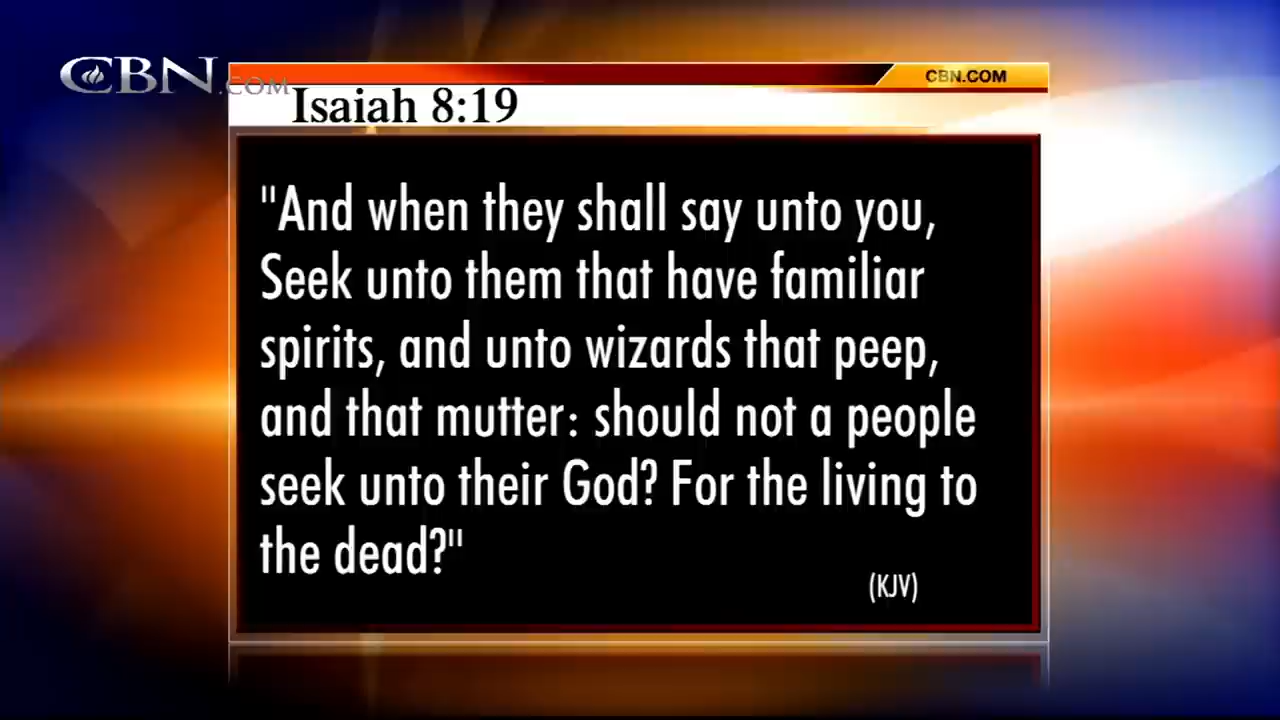 CBN.COM
CBN.COM
Isaiah 8:19
"And when they shall say unto you,
Seek unto them that have familiar
spirits, and unto wizards that peep,
and that mutter: should not a people
seek unto their God? For the living to
the dead?"
(KJV)